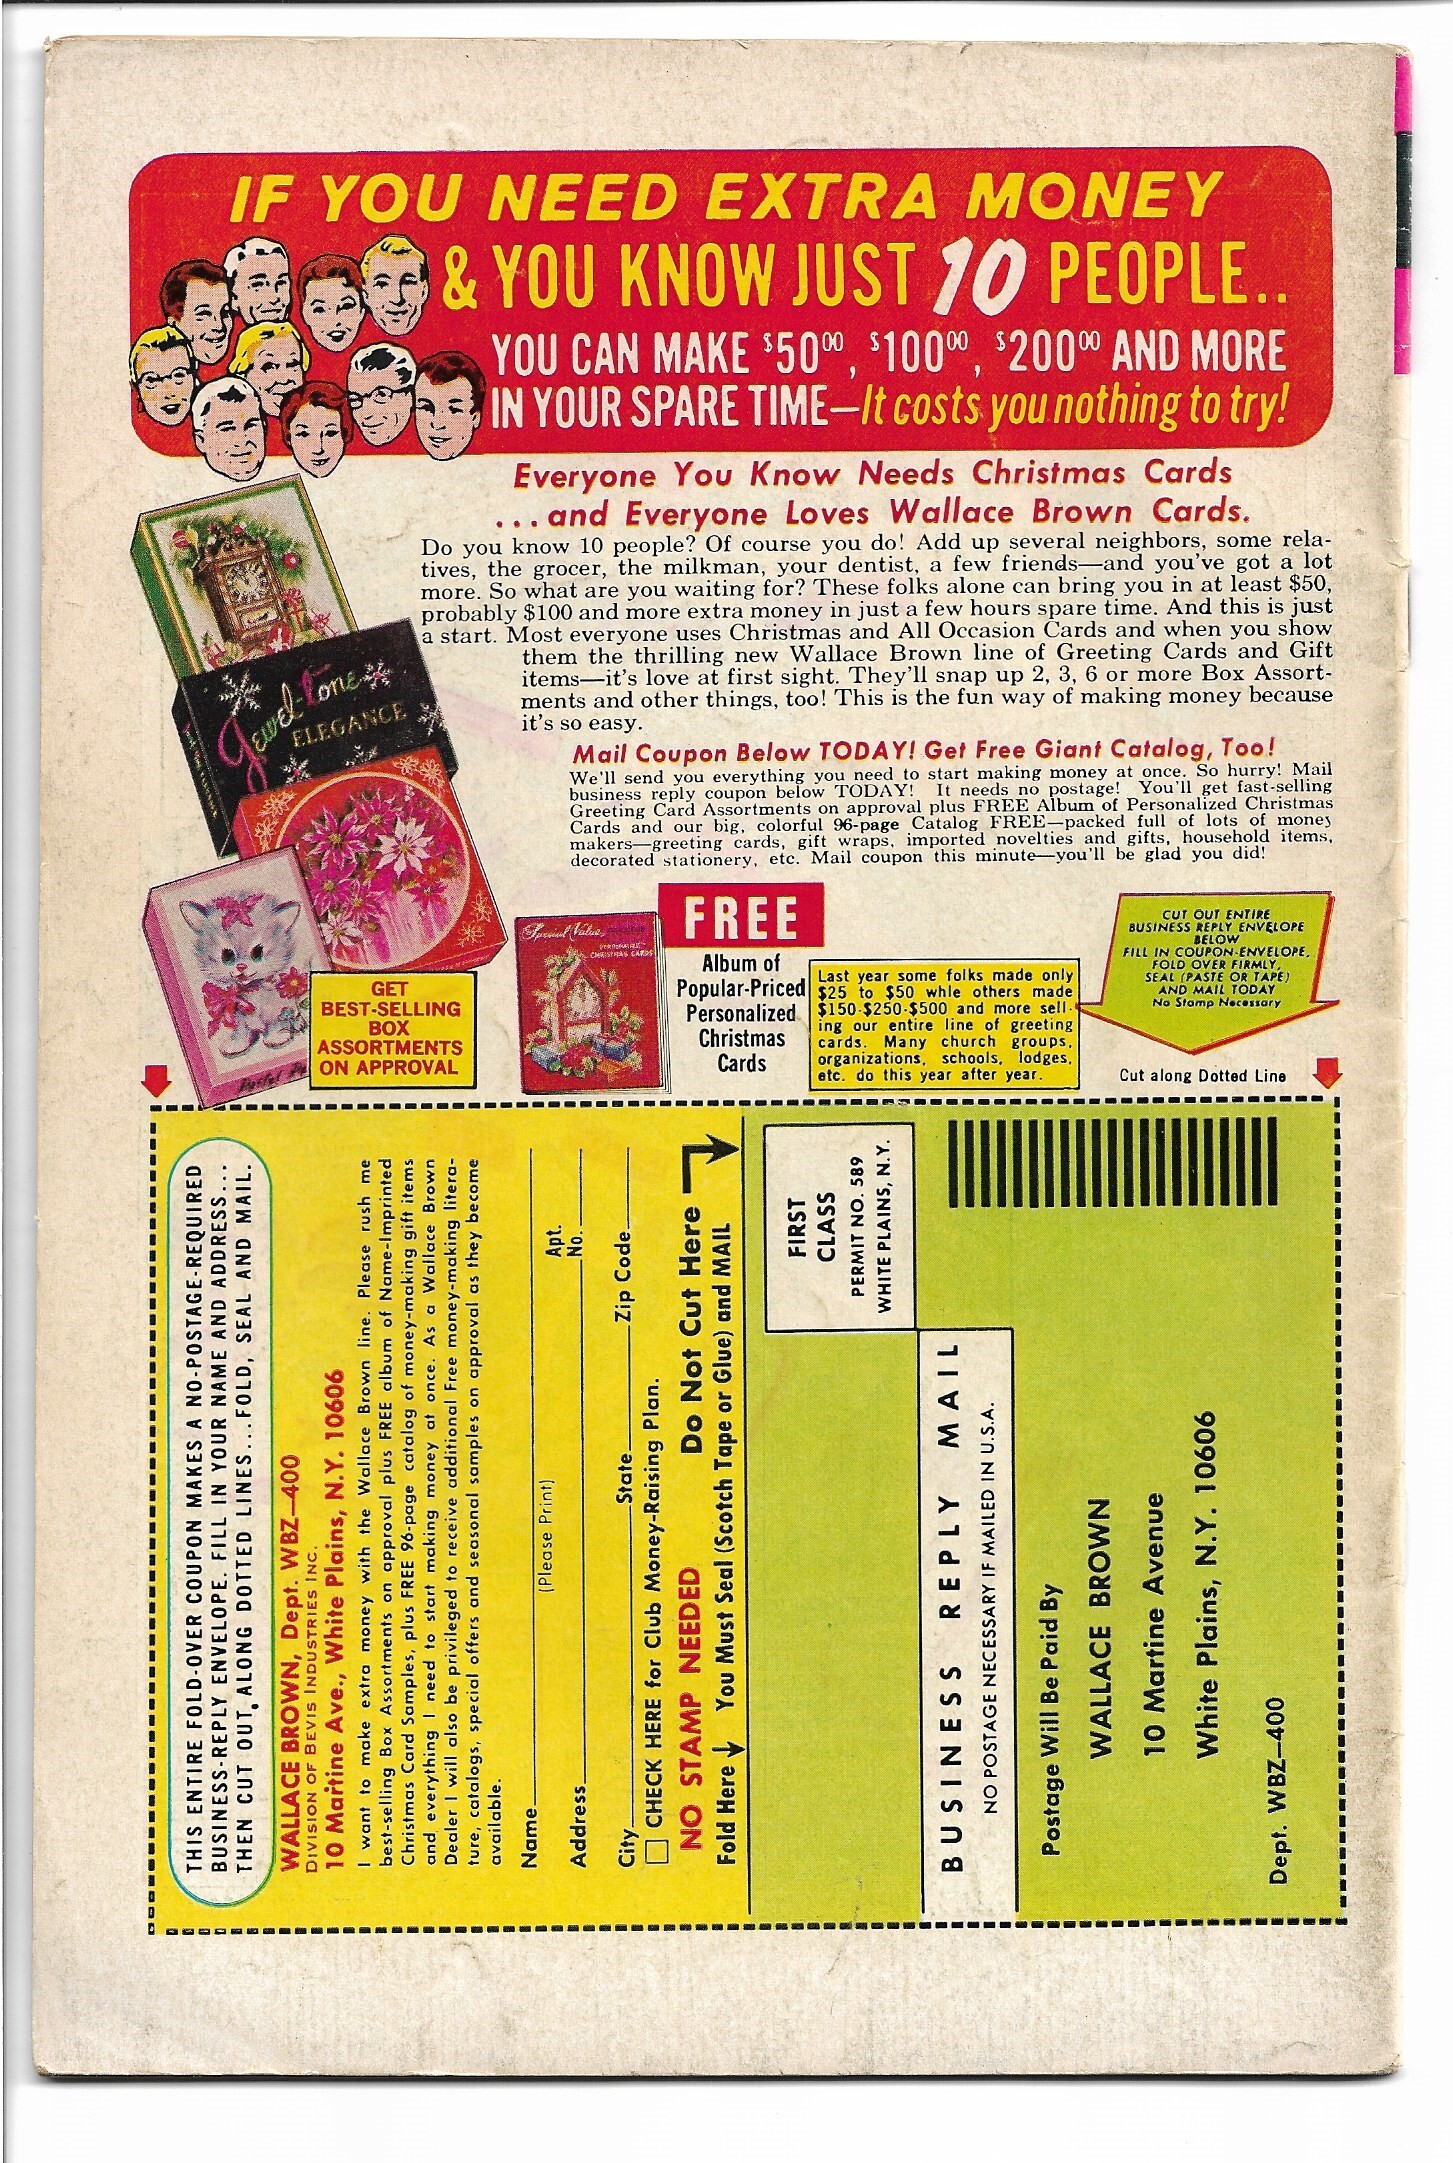 IF YOU NEED EXTRA MONEY
& YOU KNOW JUST 10 PEOPLE..
YOU CAN MAKE $50⁰⁰, $100⁰⁰, $200⁰⁰ AND MORE
IN YOUR SPARE TIME—It costs you nothing to try!
Everyone You Know Needs Christmas Cards
...and Everyone Loves Wallace Brown Cards.
Do you know 10 people? Of course you do! Add up several neighbors, some rela-
tives, the grocer, the milkman, your dentist, a few friends—and you've got a lot
more. So what are you waiting for? These folks alone can bring you in at least $50,
probably $100 and more extra money in just a few hours spare time. And this is just
a start. Most everyone uses Christmas and All Occasion Cards and when you show
them the thrilling new Wallace Brown line of Greeting Cards and Gift
items—it's love at first sight. They'll snap up 2, 3, 6 or more Box Assort-
ments and other things, too! This is the fun way of making money because
it's so easy.
Jewel-Tone
ELEGANCE
Mail Coupon Below TODAY! Get Free Giant Catalog, Too!
We'll send you everything you need to start making money at once. So hurry! Mail
business reply coupon below TODAY! It needs no postage! You'll get fast-selling
Greeting Card Assortments on approval plus FREE Album of Personalized Christmas
Cards and our big, colorful 96-page Catalog FREE—packed full of lots of money
makers—greeting cards, gift wraps, imported novelties and gifts, household items,
decorated stationery, etc. Mail coupon this minute—you'll be glad you did!
GET
BEST-SELLING
BOX
ASSORTMENTS
ON APPROVAL
Special Value
PERSONALIZED
CHRISTMAS CARDS
FREE
Album of
Popular-Priced
Personalized
Christmas
Cards
Last year some folks made only
$25 to $50 whle others made
$150-$250-$500 and more sell-
ing our entire line of greeting
cards. Many church groups,
organizations, schools, lodges,
etc. do this year after year.
CUT OUT ENTIRE
BUSINESS REPLY ENVELOPE
BELOW
FILL IN COUPON-ENVELOPE,
FOLD OVER FIRMLY,
SEAL (PASTE OR TAPE)
AND MAIL TODAY
No Stamp Necessary
Cut along Dotted Line
THIS ENTIRE FOLD-OVER COUPON MAKES A NO-POSTAGE-REQUIRED
BUSINESS-REPLY ENVELOPE. FILL IN YOUR NAME AND ADDRESS...
THEN CUT OUT, ALONG DOTTED LINES...FOLD, SEAL AND MAIL.
WALLACE BROWN, Dept. WBZ—400
DIVISION OF BEVIS INDUSTRIES INC.
10 Martine Ave., White Plains, N.Y. 10606
I want to make extra money with the Wallace Brown line. Please rush me
best-selling Box Assortments on approval plus FREE album of Name-Imprinted
Christmas Card Samples, plus FREE 96-page catalog of money-making gift items
and everything I need to start making money at once. As a Wallace Brown
Dealer I will also be privileged to receive additional Free money-making litera-
ture, catalogs, special offers and seasonal samples on approval as they become
available.
Name
(Please Print)
Address Apt. No.
City State Zip Code
CHECK HERE for Club Money-Raising Plan.
NO STAMP NEEDED Do Not Cut Here
Fold Here You Must Seal (Scotch Tape or Glue) and MAIL
FIRST
CLASS
PERMIT NO. 589
WHITE PLAINS, N.Y.
BUSINESS REPLY MAIL
NO POSTAGE NECESSARY IF MAILED IN U.S.A.
Postage Will Be Paid By
WALLACE BROWN
10 Martine Avenue
White Plains, N.Y. 10606
Dept. WBZ—400